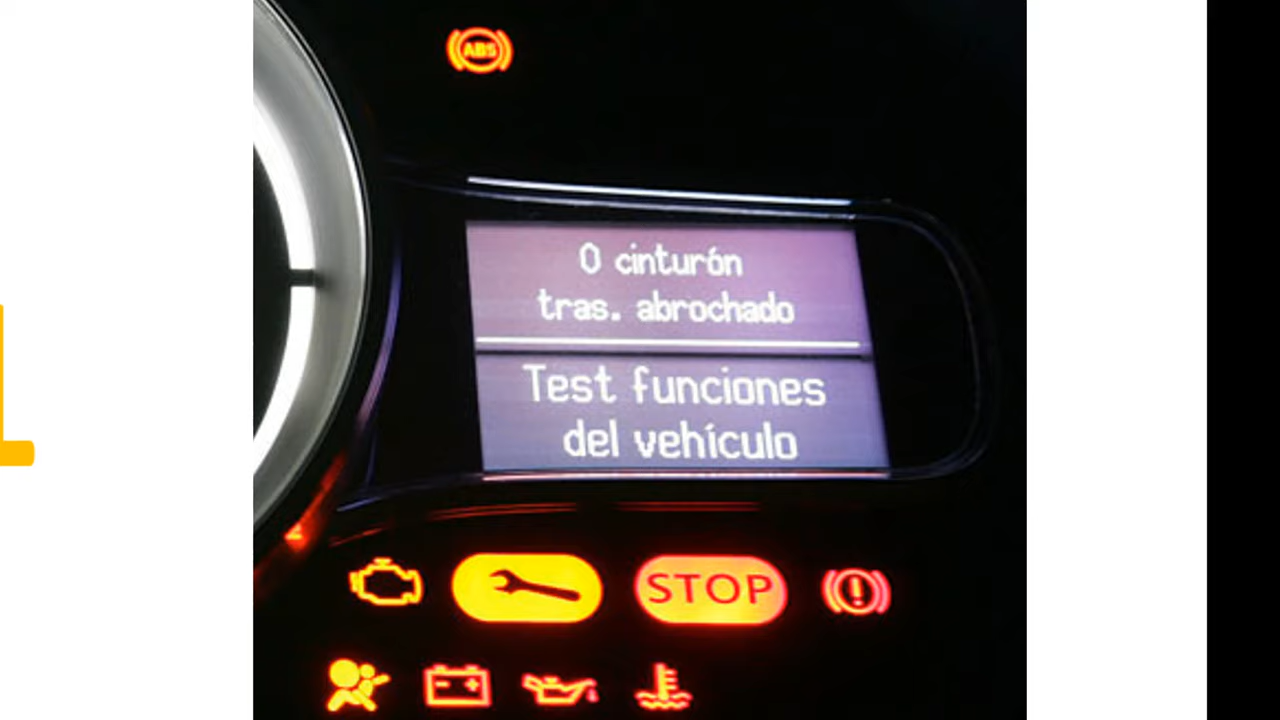 ABS
0 cinturón
tras. abrochado
Test funciones
del vehículo
STOP